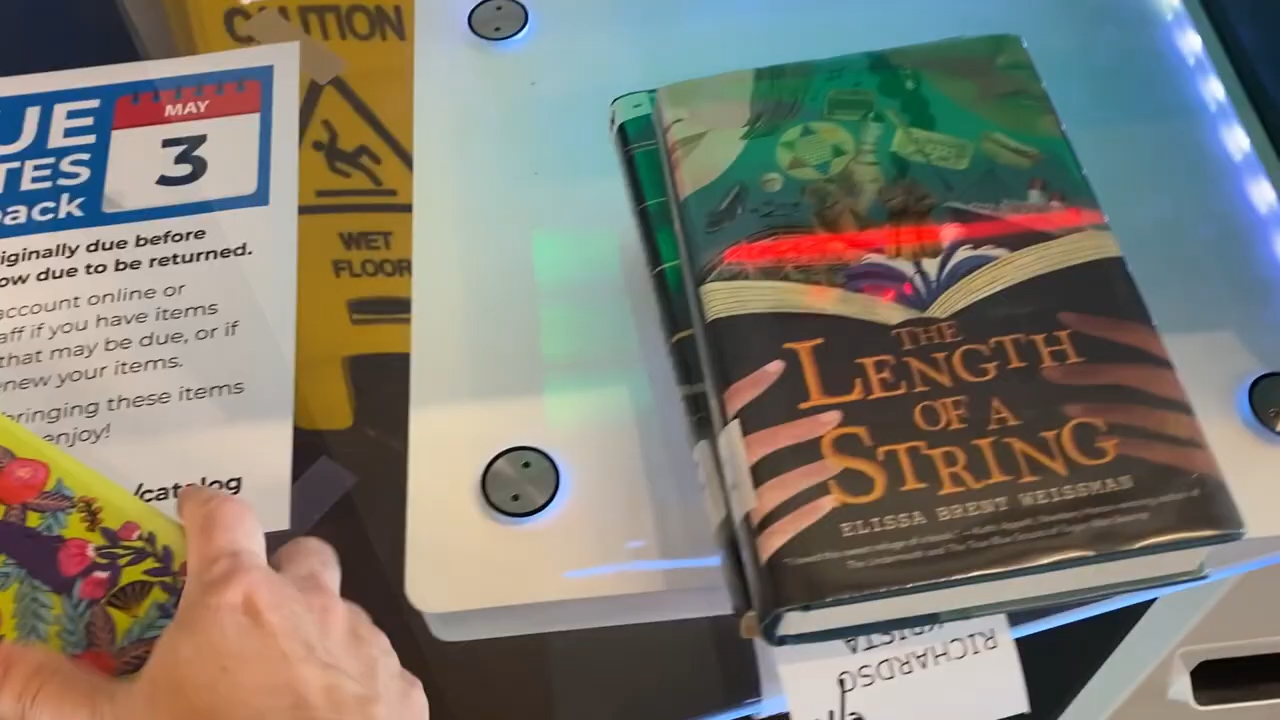 CAUTION
WET
FLOOR
UE
TES
back
MAY
3
iginally due before
ow due to be returned.
account online or
aff if you have items
that may be due, or if
enew your items.
bringing these items
enjoy!
/catalog
THE
LENGTH
OF A
STRING
ELISSA BRENT WEISSMAN
RICHARDSO
KRISTA